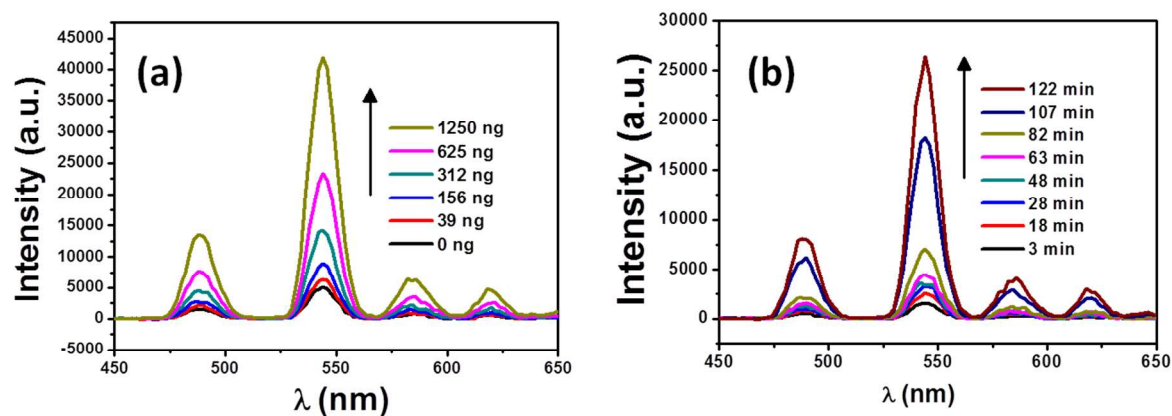 (a)
45000
40000
35000
30000
25000
20000
15000
10000
5000
0
-5000
Intensity (a.u.)
1250 ng
625 ng
312 ng
156 ng
39 ng
0 ng
450 500 550 600 650
λ (nm)
(b)
30000
25000
20000
15000
10000
5000
0
Intensity (a.u.)
122 min
107 min
82 min
63 min
48 min
28 min
18 min
3 min
450 500 550 600 650
λ (nm)